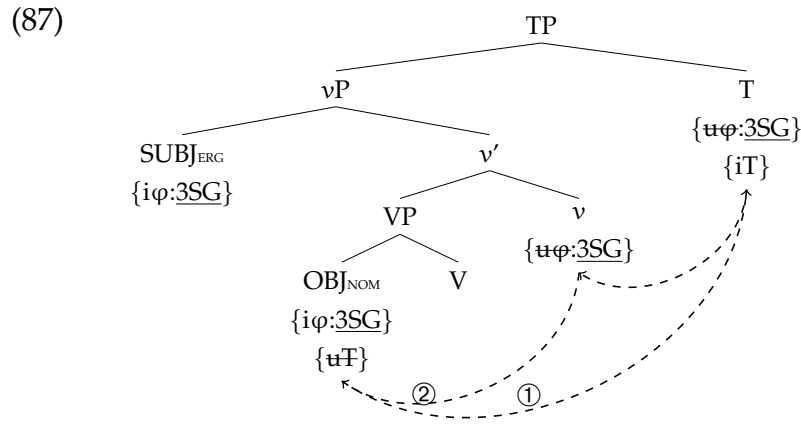 (87)
TP
vP T
{uφ:3SG}
SUBJERG v′ {iT}
{iφ:3SG}
VP v
{uφ:3SG}
OBJNOM V
{iφ:3SG}
{uT}
② ①